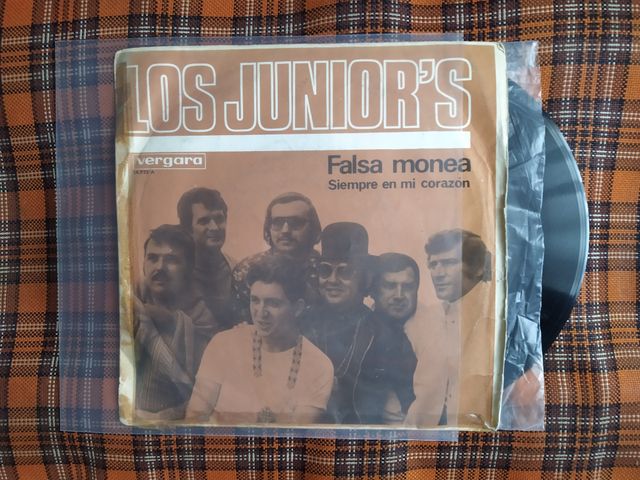 LOS JUNIOR'S
vergara
Falsa monea
Siempre en mi corazón